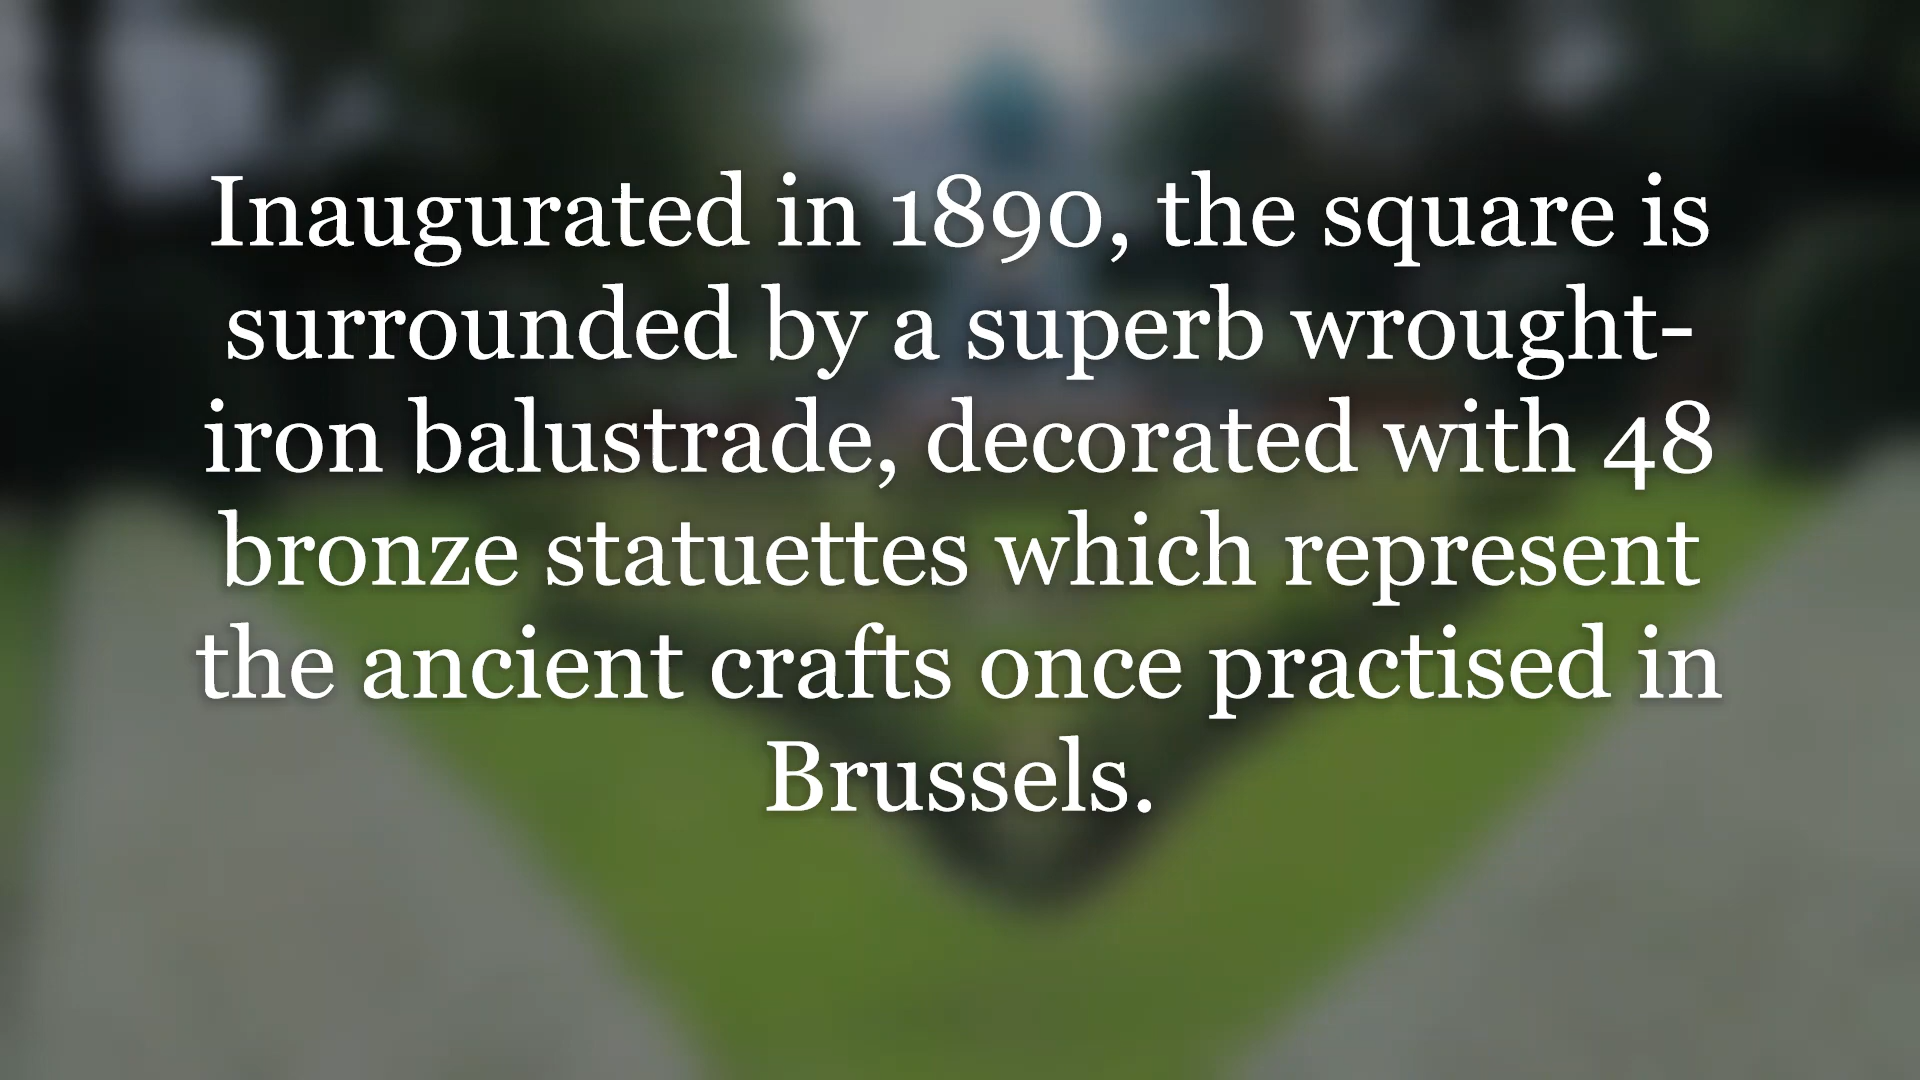 Inaugurated in 1890, the square is
surrounded by a superb wrought-
iron balustrade, decorated with 48
bronze statuettes which represent
the ancient crafts once practised in
Brussels.